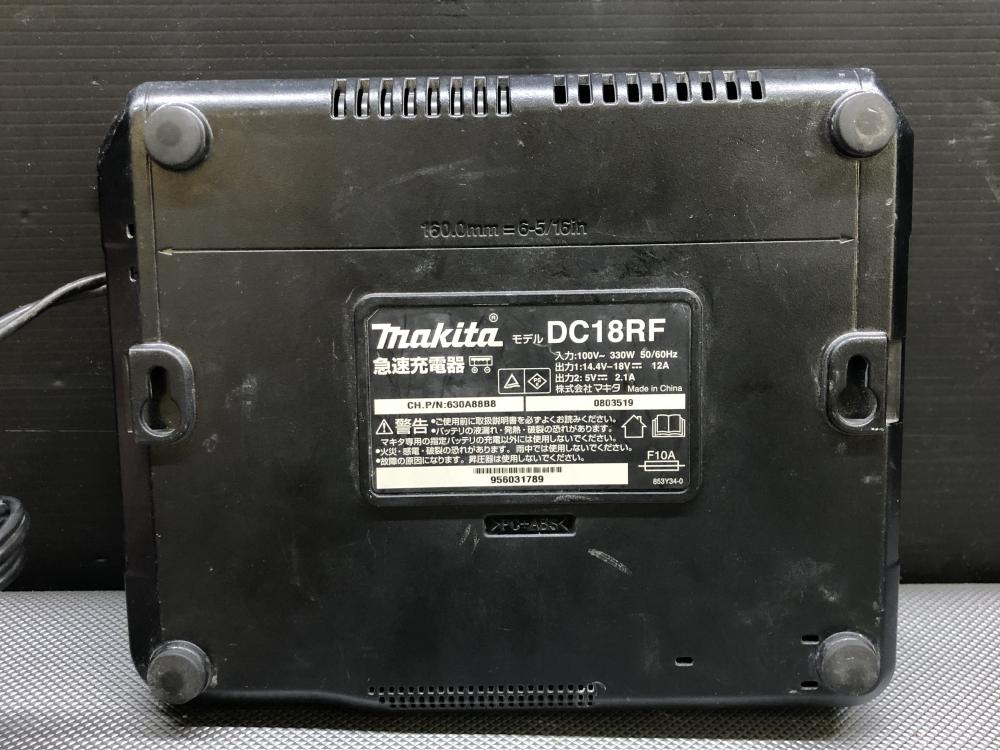 160.0mm = 6-5/16in
makita® モデル DC18RF
急速充電器
入力:100V~ 330W 50/60Hz
出力1:14.4V-18V⎓ 12A
出力2: 5V⎓ 2.1A
株式会社マキタ Made in China
CH.P/N:630A88B8 0803519
警告 •ご使用前に取扱説明書を必ずよくお読みください。
•バッテリの液漏れ・発熱・破裂の恐れがあります。
マキタ専用の指定バッテリの充電以外には使用しないでください。
•火災・感電・破裂の恐れがあります。雨中では使用しないでください。
•故障の原因になります。昇圧器は使用しないでください。
F10A
956031789
853Y34-0
>PC+ABS<